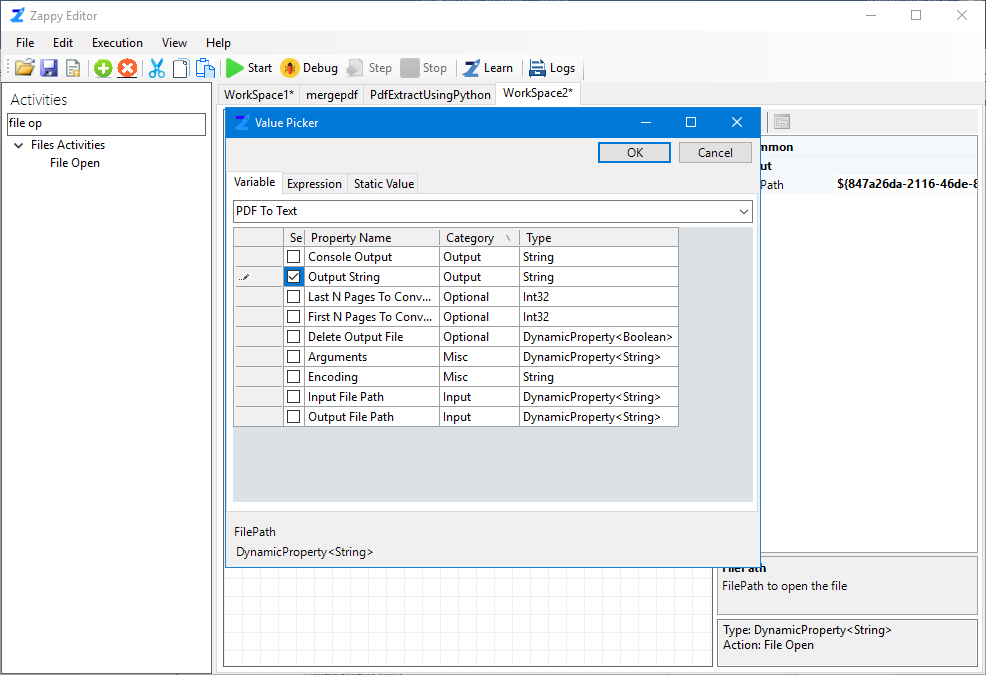 Zappy Editor
File Edit Execution View Help
Start Debug Step Stop Learn Logs
Activities
file op
Files Activities
File Open
WorkSpace1* mergepdf PdfExtractUsingPython WorkSpace2*
Value Picker
OK Cancel
Variable Expression Static Value
PDF To Text
Se Property Name Category Type
Console Output Output String
Output String Output String
Last N Pages To Conv... Optional Int32
First N Pages To Conv... Optional Int32
Delete Output File Optional DynamicProperty<Boolean>
Arguments Misc DynamicProperty<String>
Encoding Misc String
Input File Path Input DynamicProperty<String>
Output File Path Input DynamicProperty<String>
FilePath
DynamicProperty<String>
mmon
ut
Path ${847a26da-2116-46de-8
FilePath
FilePath to open the file
Type: DynamicProperty<String>
Action: File Open